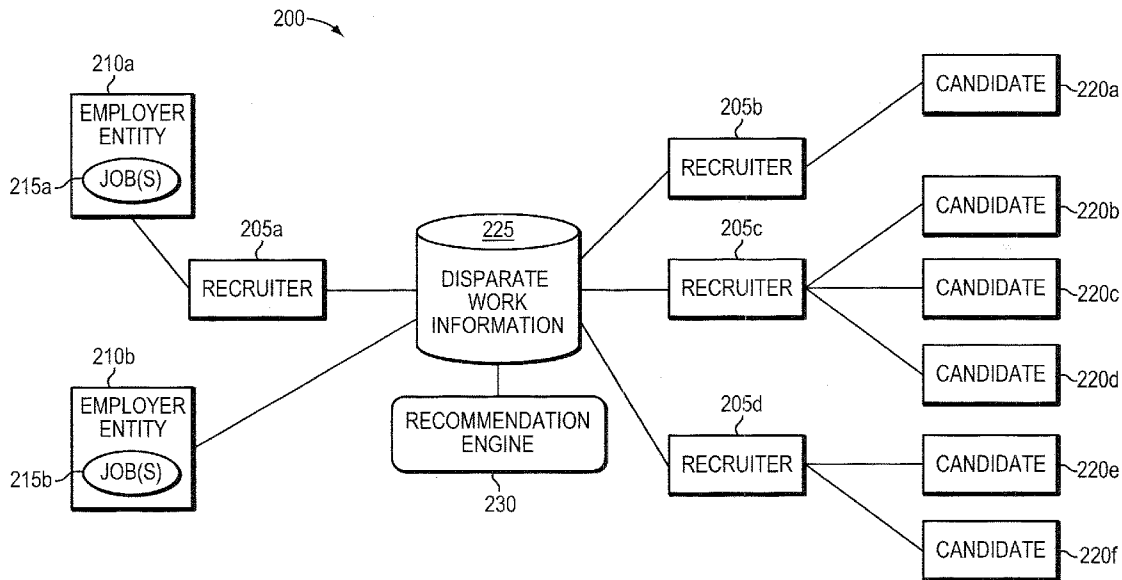 200
210a
EMPLOYER
ENTITY
215a
JOB(S)
205a
RECRUITER
210b
EMPLOYER
ENTITY
215b
JOB(S)
225
DISPARATE
WORK
INFORMATION
RECOMMENDATION
ENGINE
230
205b
RECRUITER
205c
RECRUITER
205d
RECRUITER
CANDIDATE
220a
CANDIDATE
220b
CANDIDATE
220c
CANDIDATE
220d
CANDIDATE
220e
CANDIDATE
220f